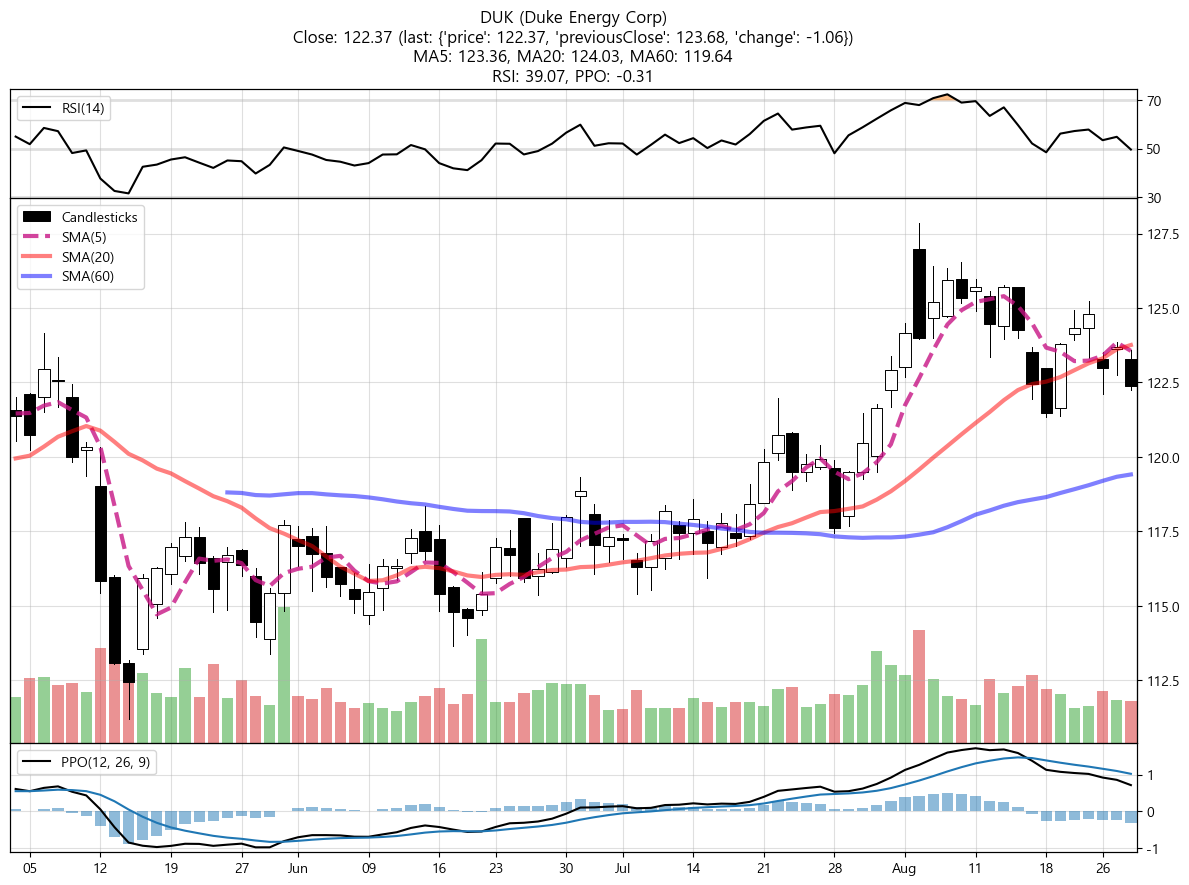 DUK (Duke Energy Corp)
Close: 122.37 (last: {'price': 122.37, 'previousClose': 123.68, 'change': -1.06})
MA5: 123.36, MA20: 124.03, MA60: 119.64
RSI: 39.07, PPO: -0.31
RSI(14)
70
50
30
Candlesticks
SMA(5)
SMA(20)
SMA(60)
127.5
125.0
122.5
120.0
117.5
115.0
112.5
PPO(12, 26, 9)
1
0
-1
05 12 19 27 Jun 09 16 23 30 Jul 08 14 21 28 Aug 11 18 26